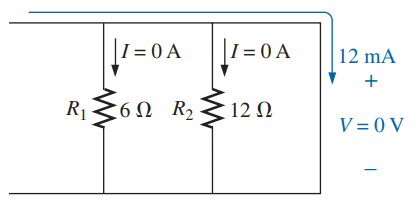 I = 0 A
I = 0 A
12 mA
+
R1
6 Ω
R2
12 Ω
V = 0 V
–